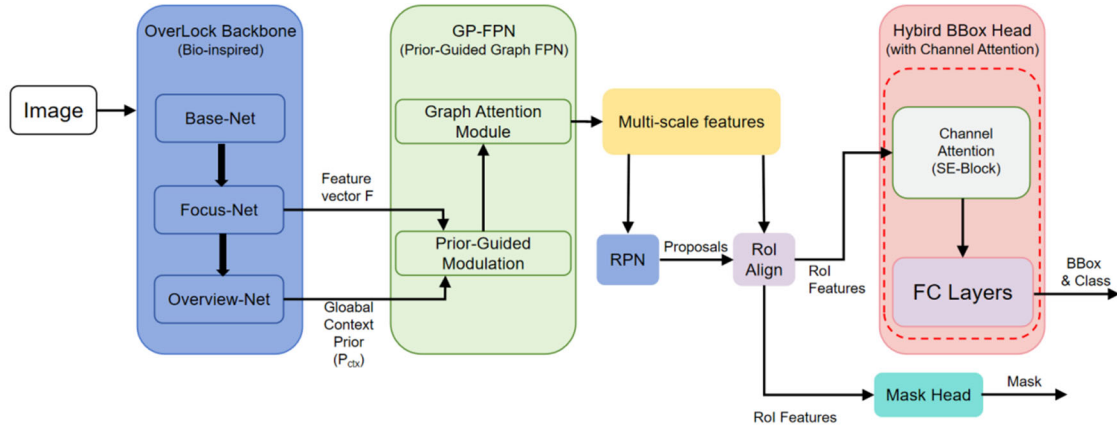 OverLock Backbone
(Bio-inspired)
Image
Base-Net
Focus-Net
Overview-Net
Feature
vector F
Gloabal
Context
Prior
(Pctx)
GP-FPN
(Prior-Guided Graph FPN)
Graph Attention
Module
Prior-Guided
Modulation
Multi-scale features
RPN
Proposals
RoI
Align
RoI
Features
RoI Features
Hybird BBox Head
(with Channel Attention)
Channel
Attention
(SE-Block)
FC Layers
BBox
& Class
Mask Head
Mask